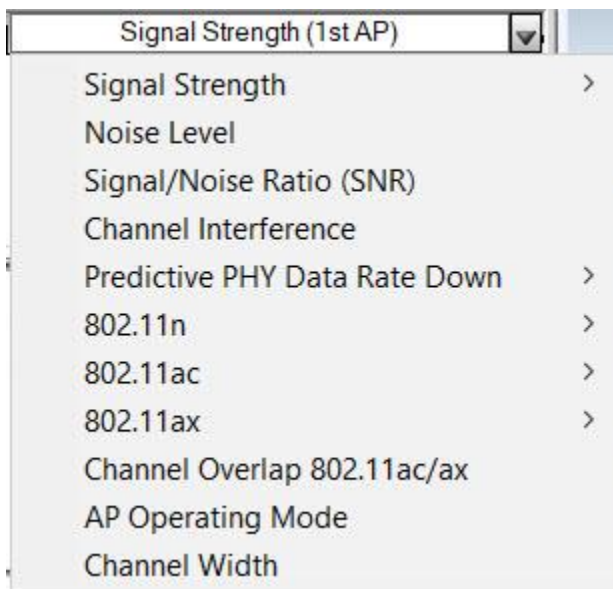 Signal Strength (1st AP)
Signal Strength
Noise Level
Signal/Noise Ratio (SNR)
Channel Interference
Predictive PHY Data Rate Down
802.11n
802.11ac
802.11ax
Channel Overlap 802.11ac/ax
AP Operating Mode
Channel Width